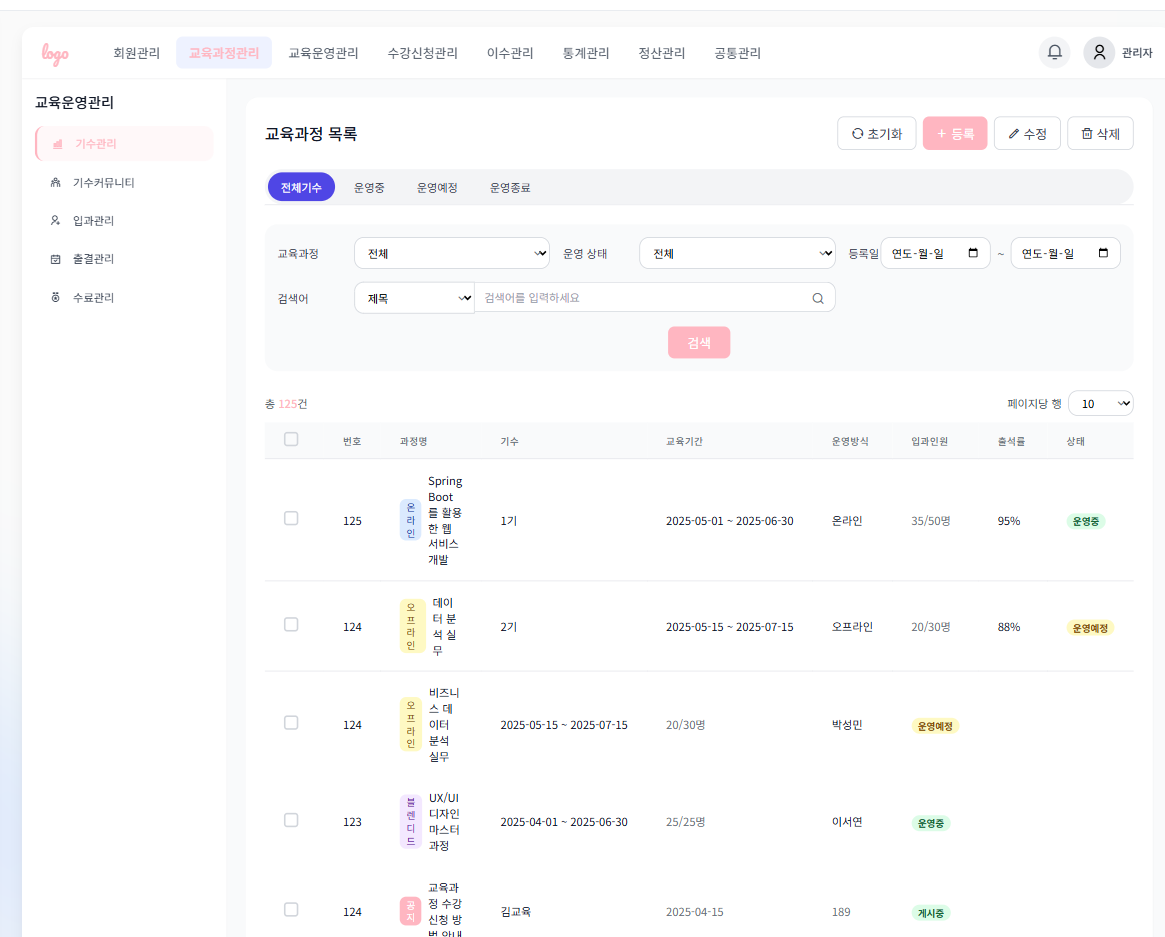 logo 회원관리 교육과정관리 교육운영관리 수강신청관리 이수관리 통계관리 정산관리 공통관리 관리자
교육운영관리
기수관리
기수커뮤니티
입과관리
출결관리
수료관리
교육과정 목록 초기화 + 등록 수정 삭제
전체기수 운영중 운영예정 운영종료
교육과정 전체 운영 상태 전체 등록일 연도-월-일 ~ 연도-월-일
검색어 제목 검색어를 입력하세요
검색
총 125건 페이지당 행 10
번호 과정명 기수 교육기간 운영방식 입과인원 출석률 상태
125
온
라
인
Spring
Boot
를 활용
한 웹
서비스
개발
1기 2025-05-01 ~ 2025-06-30 온라인 35/50명 95% 운영중
124
오
프
라
인
데이
터 분
석 실
무
2기 2025-05-15 ~ 2025-07-15 오프라인 20/30명 88% 운영예정
124
오
프
라
인
비즈니
스 데
이터
분석
실무
2025-05-15 ~ 2025-07-15 20/30명 박성민 운영예정
123
블
렌
디
드
UX/UI
디자인
마스터
과정
2025-04-01 ~ 2025-06-30 25/25명 이서연 운영중
124
공
지
교육과
정 수강
신청 방
법 안내
김교육 2025-04-15 189 게시중